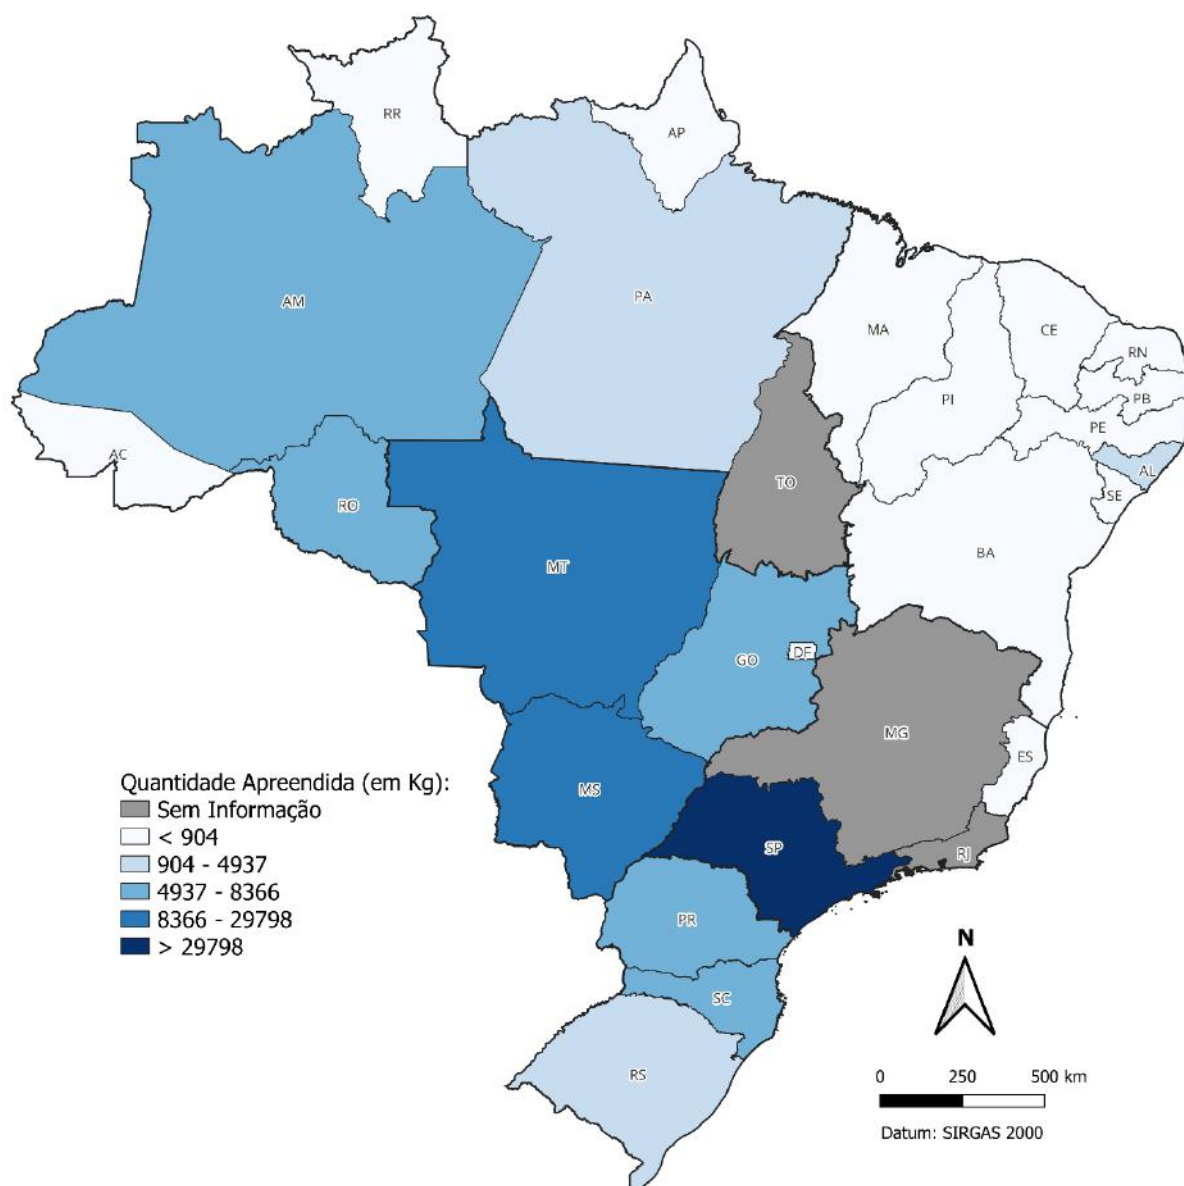 RR
AP
AM
PA
MA
CE
RN
PI
PB
PE
AC
AL
TO
SE
RO
BA
MT
GO
DF
MG
ES
MS
SP
RJ
PR
SC
RS
Quantidade Apreendida (em Kg):
Sem Informação
< 904
904 - 4937
4937 - 8366
8366 - 29798
> 29798
N
0 250 500 km
Datum: SIRGAS 2000